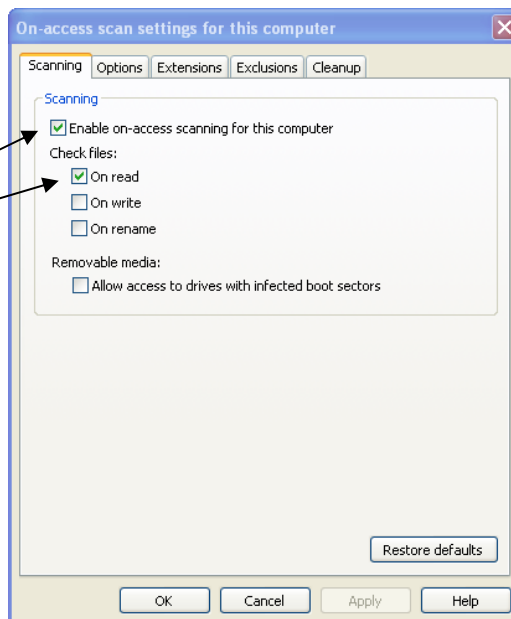 On-access scan settings for this computer
Scanning Options Extensions Exclusions Cleanup
Scanning
Enable on-access scanning for this computer
Check files:
On read
On write
On rename
Removable media:
Allow access to drives with infected boot sectors
Restore defaults
OK Cancel Apply Help